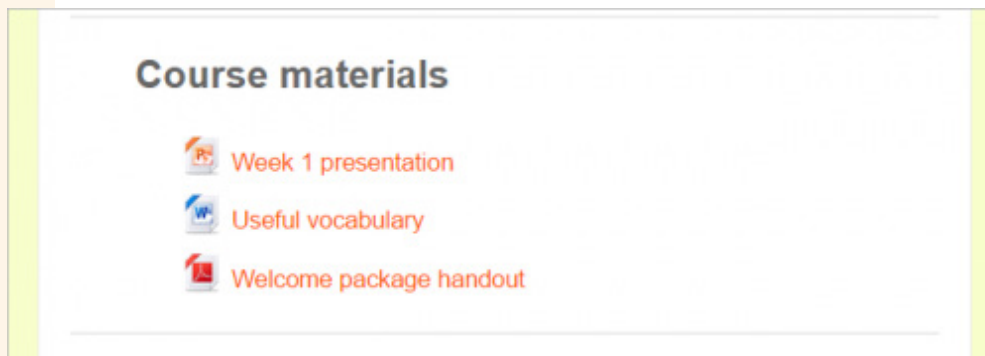 Course materials
Week 1 presentation
Useful vocabulary
Welcome package handout